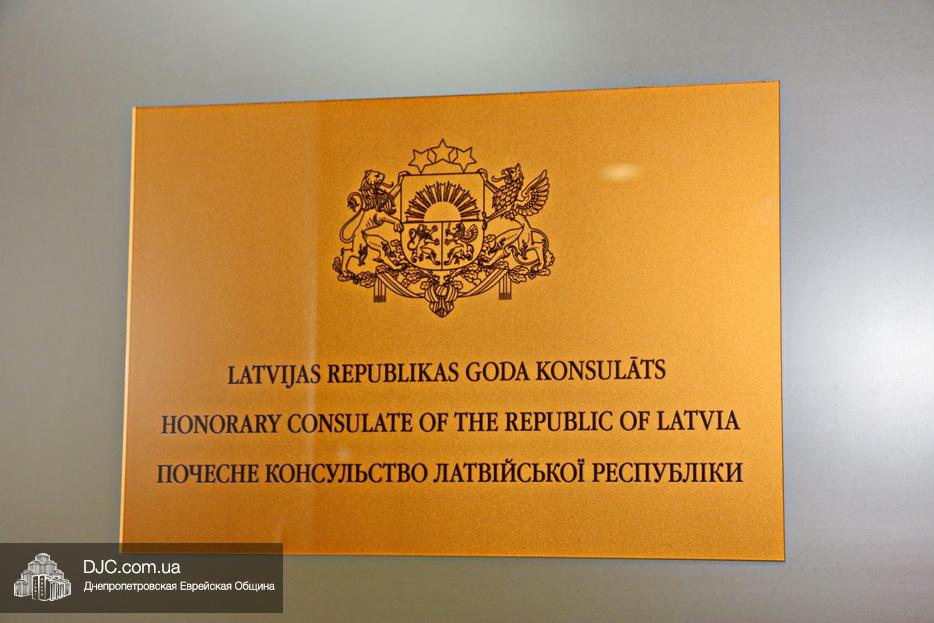 LATVIJAS REPUBLIKAS GODA KONSULĀTS
HONORARY CONSULATE OF THE REPUBLIC OF LATVIA
ПОЧЕСНЕ КОНСУЛЬСТВО ЛАТВІЙСЬКОЇ РЕСПУБЛІКИ
DJC.com.ua
Днепропетровская Еврейская Община